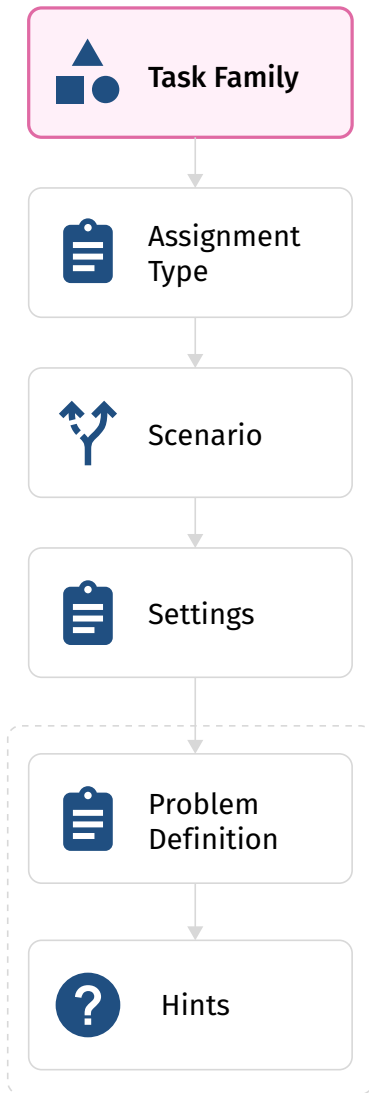 Task Family
Assignment
Type
Scenario
Settings
Problem
Definition
?
Hints